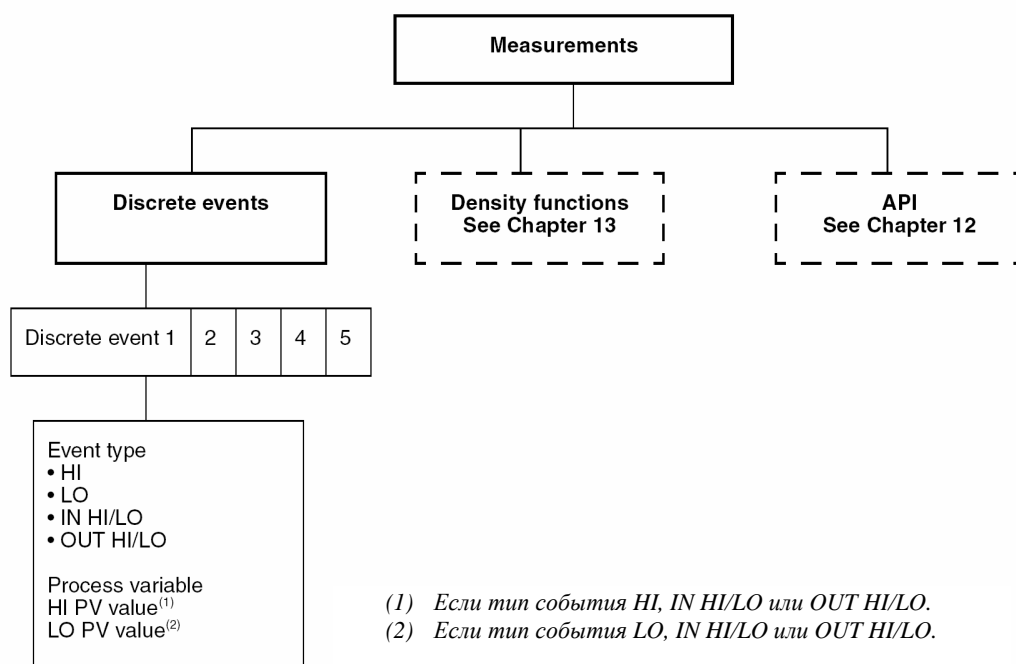 Measurements
Discrete events
Density functions
See Chapter 13
API
See Chapter 12
Discrete event 1 2 3 4 5
Event type
• HI
• LO
• IN HI/LO
• OUT HI/LO
Process variable
HI PV value(1)
LO PV value(2)
(1) Если тип события HI, IN HI/LO или OUT HI/LO.
(2) Если тип события LO, IN HI/LO или OUT HI/LO.